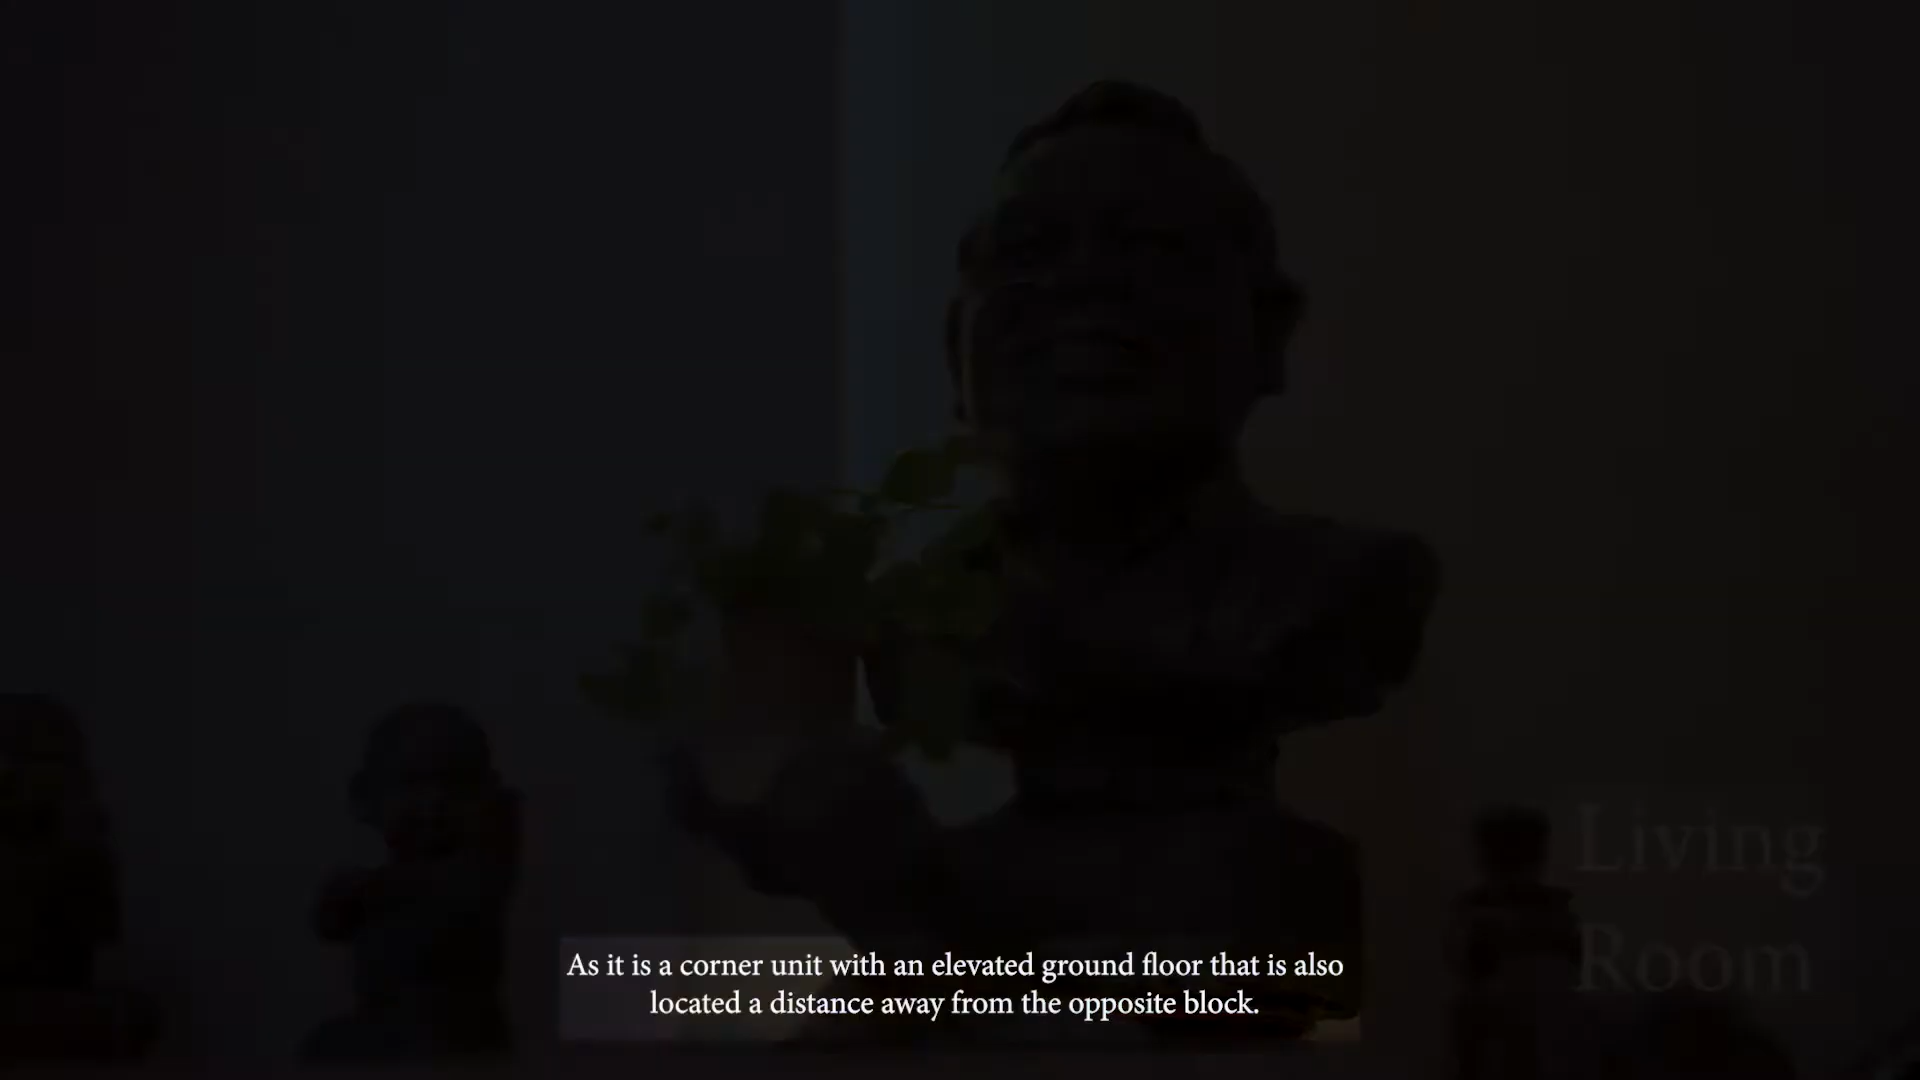 Living
Room
As it is a corner unit with an elevated ground floor that is also
located a distance away from the opposite block.